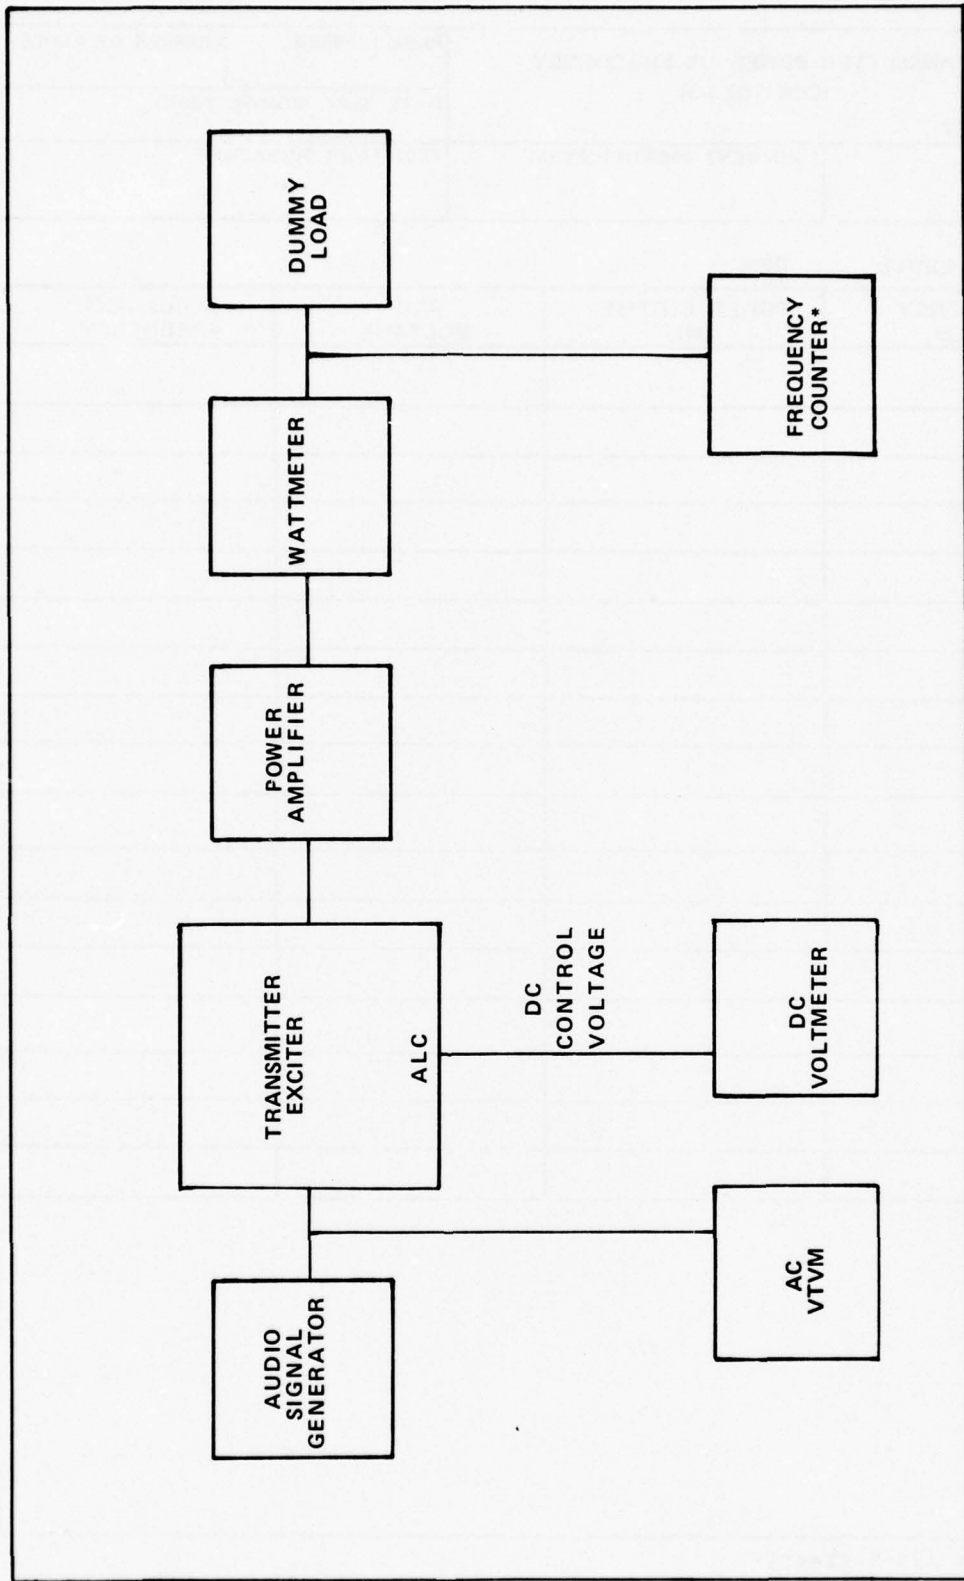 AUDIO
SIGNAL
GENERATOR
TRANSMITTER
EXCITER
ALC
POWER
AMPLIFIER
WATTMETER
DUMMY
LOAD
AC
VTVM
DC
CONTROL
VOLTAGE
DC
VOLTMETER
FREQUENCY
COUNTER*